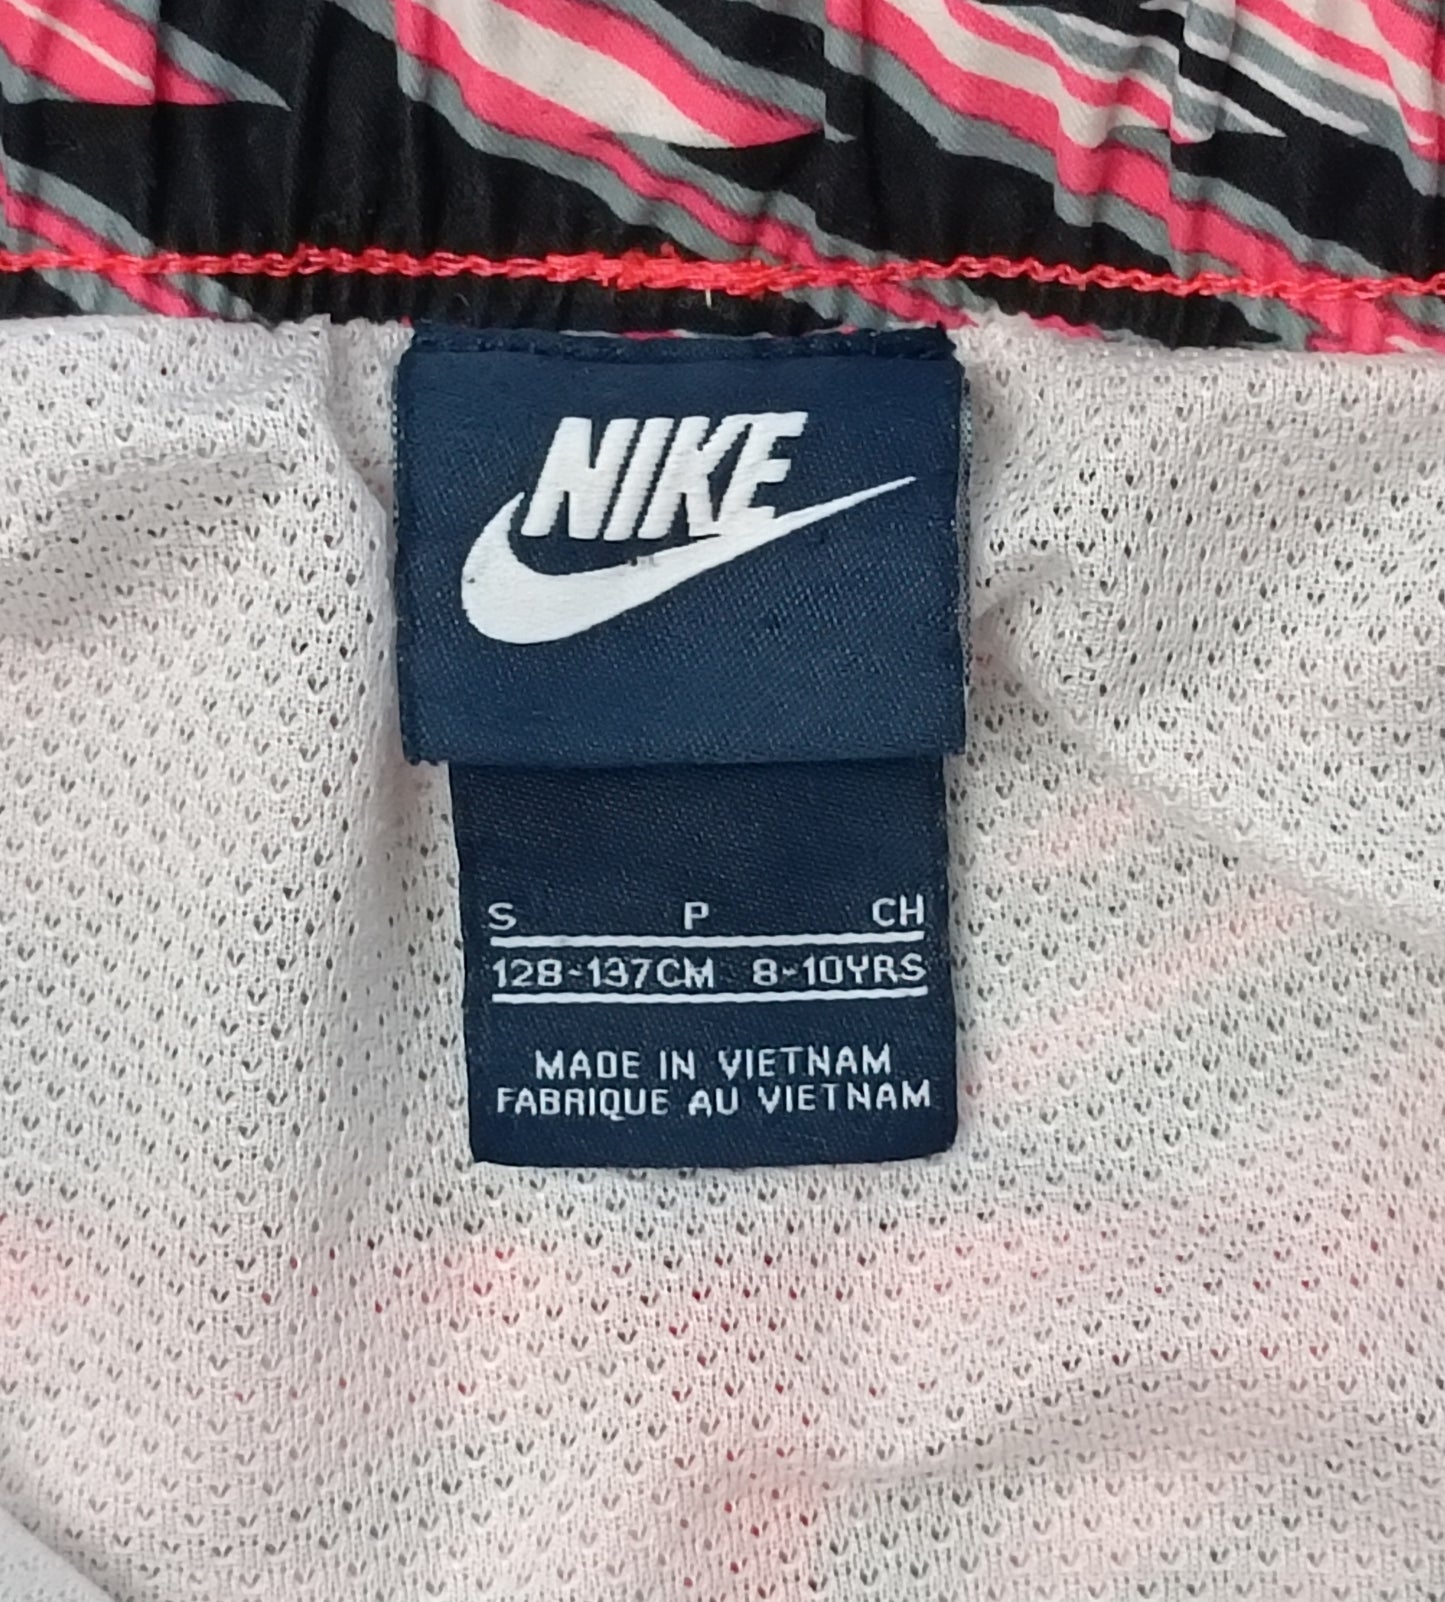 NIKE
S P CH
128-137CM 8-10YRS
MADE IN VIETNAM
FABRIQUE AU VIETNAM